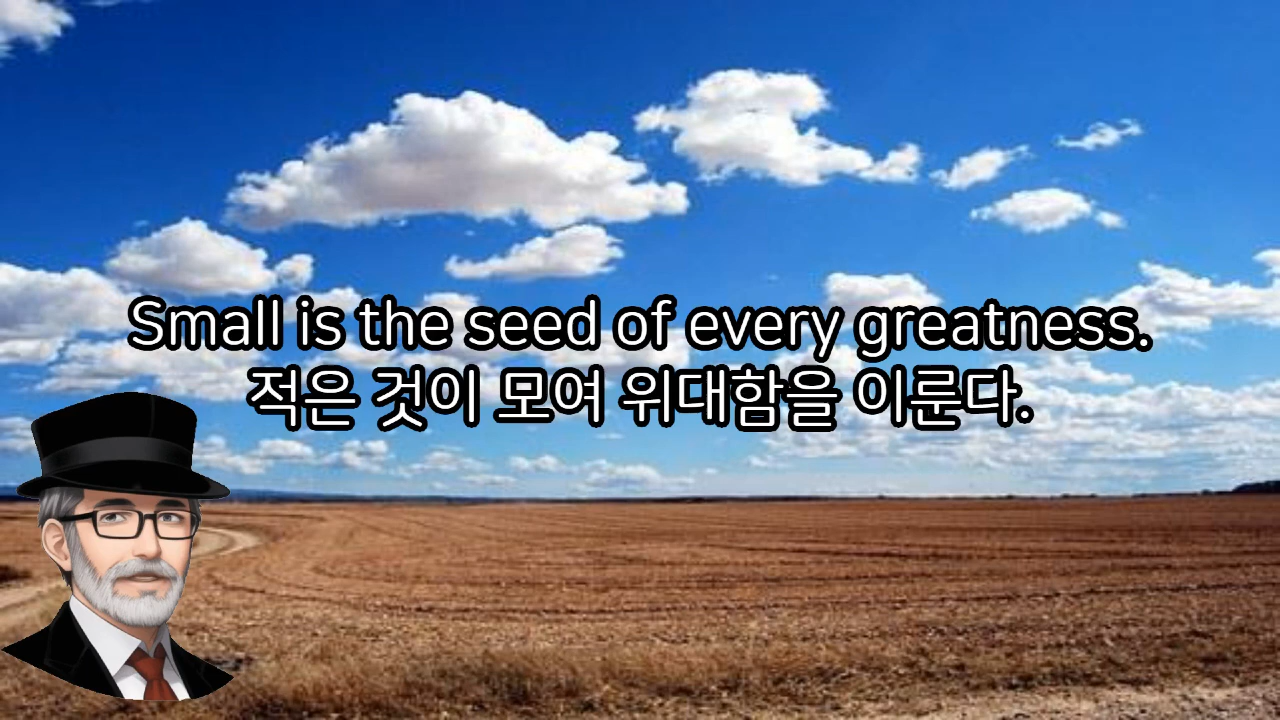 Small is the seed of every greatness.
적은 것이 모여 위대함을 이룬다.